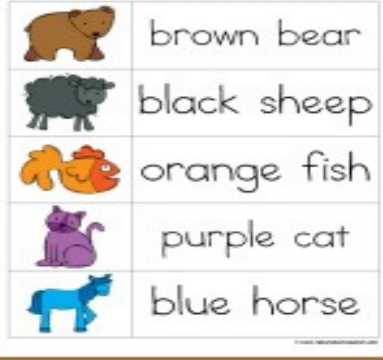 brown bear
black sheep
orange fish
purple cat
blue horse